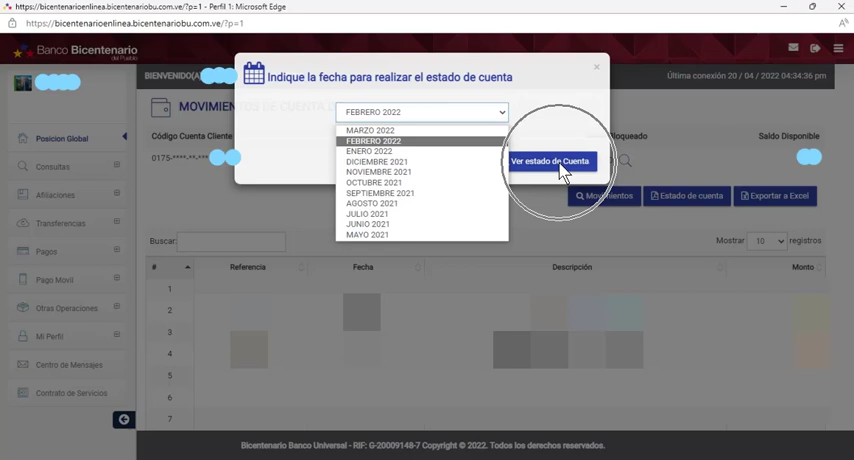 https://bicentenarioenlinea.bicentenariobu.com.ve/?p=1 - Perfil 1: Microsoft Edge
https://bicentenarioenlinea.bicentenariobu.com.ve/?p=1
Banco Bicentenario
del Pueblo
BIENVENIDO(A)
Última conexión 20 / 04 / 2022 04:34:36 pm
Indique la fecha para realizar el estado de cuenta
×
MOVIMIENTOS DE CUENTA
Código Cuenta Cliente
Bloqueado
Saldo Disponible
0175-****-**-***
FEBRERO 2022
MARZO 2022
FEBRERO 2022
ENERO 2022
DICIEMBRE 2021
NOVIEMBRE 2021
OCTUBRE 2021
SEPTIEMBRE 2021
AGOSTO 2021
JULIO 2021
JUNIO 2021
MAYO 2021
Ver estado de Cuenta
Movimientos
Estado de cuenta
Exportar a Excel
Posicion Global
Consultas
Afiliaciones
Transferencias
Pagos
Pago Movil
Otras Operaciones
Mi Perfil
Centro de Mensajes
Contrato de Servicios
Buscar:
Mostrar 10 registros
# Referencia Fecha Descripción Monto
1
2
3
4
5
6
7
Bicentenario Banco Universal - RIF: G-20009148-7 Copyright © 2022. Todos los derechos reservados.